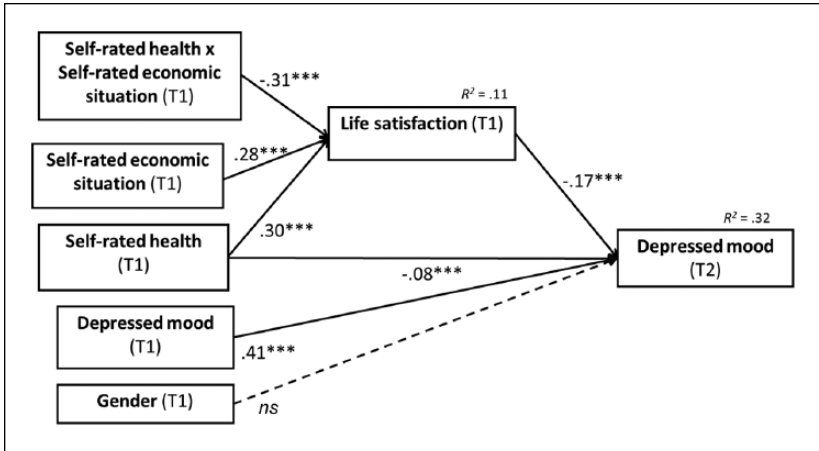 Self-rated health x
Self-rated economic
situation (T1)
-.31***
R² = .11
Life satisfaction (T1)
Self-rated economic
situation (T1)
.28***
-.17***
Self-rated health
(T1)
.30***
R² = .32
Depressed mood
(T2)
-.08***
Depressed mood
(T1)
.41***
Gender (T1)
ns